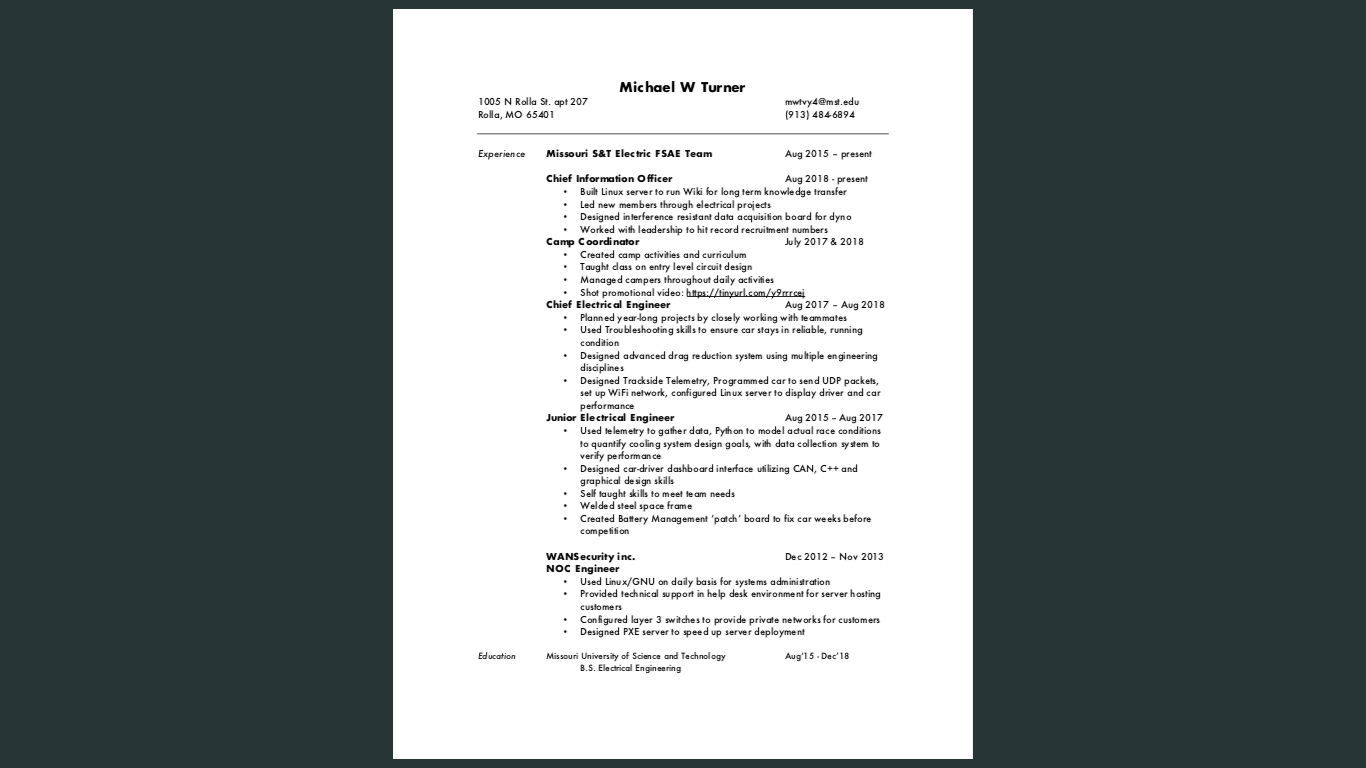 Michael W Turner
1005 N Rolla St. apt 207 mwtvy4@mst.edu
Rolla, MO 65401 (913) 484-6894
Experience Missouri S&T Electric FSAE Team Aug 2015 – present
Chief Information Officer Aug 2018 - present
• Built Linux server to run Wiki for long term knowledge transfer
• Led new members through electrical projects
• Designed interference resistant data acquisition board for dyno
• Worked with leadership to hit record recruitment numbers
Camp Coordinator July 2017 & 2018
• Created camp activities and curriculum
• Taught class on entry level circuit design
• Managed campers throughout daily activities
• Shot promotional video: https://tinyurl.com/y9rrrcej
Chief Electrical Engineer Aug 2017 – Aug 2018
• Planned year-long projects by closely working with teammates
• Used Troubleshooting skills to ensure car stays in reliable, running
condition
• Designed advanced drag reduction system using multiple engineering
disciplines
• Designed Trackside Telemetry, Programmed car to send UDP packets,
set up WiFi network, configured Linux server to display driver and car
performance
Junior Electrical Engineer Aug 2015 – Aug 2017
• Used telemetry to gather data, Python to model actual race conditions
to quantify cooling system design goals, with data collection system to
verify performance
• Designed car-driver dashboard interface utilizing CAN, C++ and
graphical design skills
• Self taught skills to meet team needs
• Welded steel space frame
• Created Battery Management ‘patch’ board to fix car weeks before
competition
WANSecurity inc. Dec 2012 – Nov 2013
NOC Engineer
• Used Linux/GNU on daily basis for systems administration
• Provided technical support in help desk environment for server hosting
customers
• Configured layer 3 switches to provide private networks for customers
• Designed PXE server to speed up server deployment
Education Missouri University of Science and Technology Aug’15 - Dec’18
B.S. Electrical Engineering